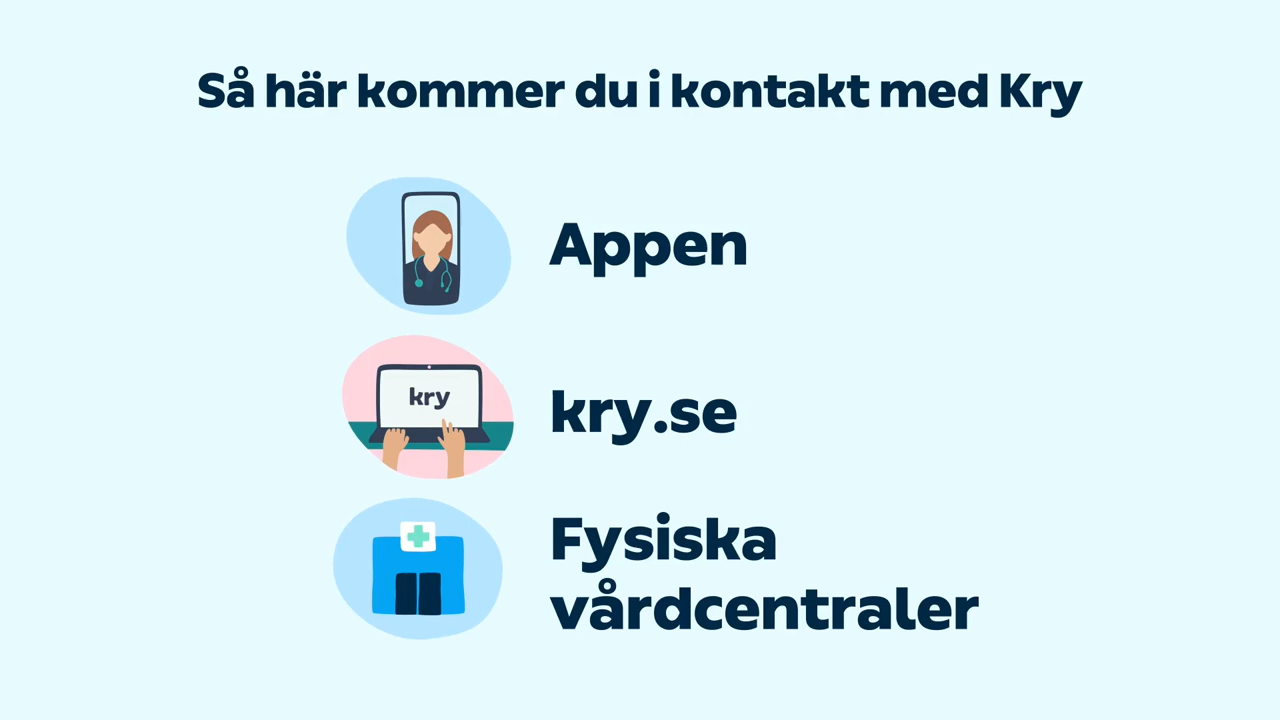 Så här kommer du i kontakt med Kry
Appen
kry
kry.se
Fysiska
vårdcentraler